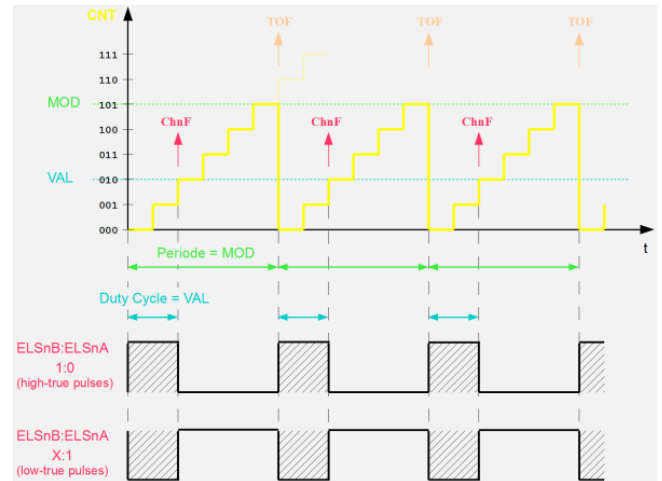 CNT
TOF TOF TOF
111
110
MOD 101
ChnF ChnF ChnF
100
011
VAL 010
001
000
t
Periode = MOD
Duty Cycle = VAL
ELSnB:ELSnA
1:0
(high-true pulses)
ELSnB:ELSnA
X:1
(low-true pulses)